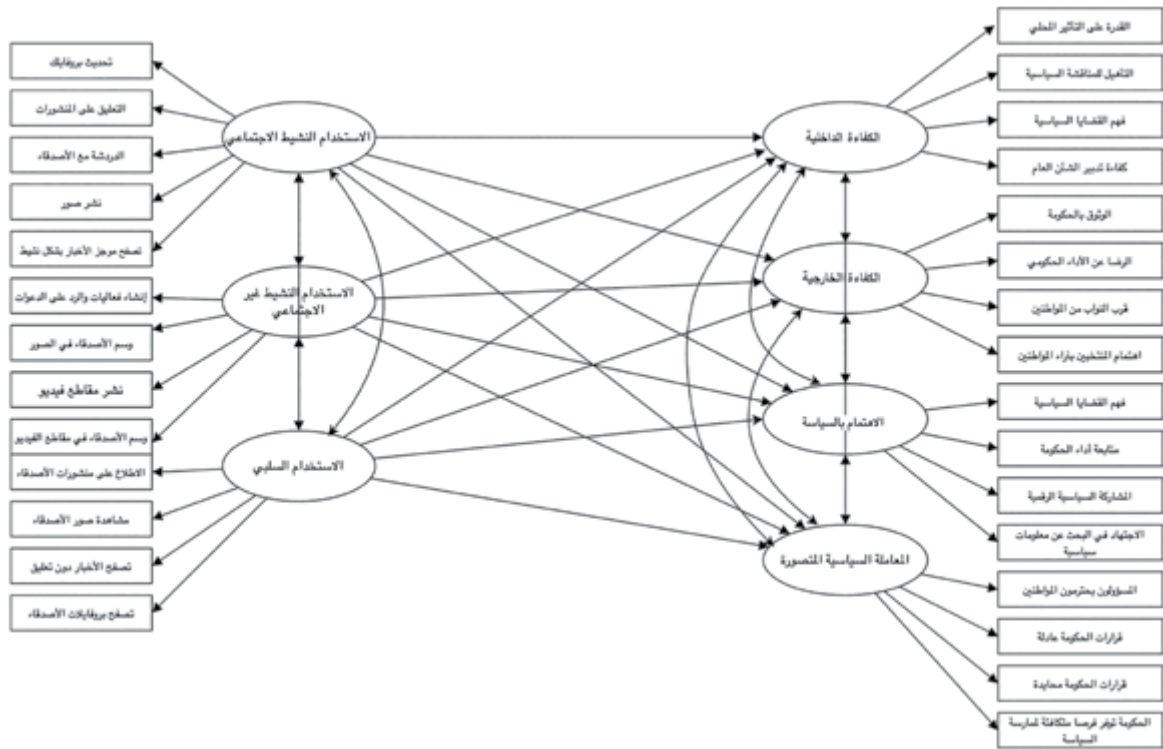 القدرة على التأثير المحلي
التأهيل للمناقشة السياسية
فهم القضايا السياسية
كفاءة تدبير الشأن العام
الوثوق بالحكومة
الرضا عن الأداء الحكومي
قرب النواب من المواطنين
اهتمام المنتخبين بآراء المواطنين
فهم القضايا السياسية
متابعة أداء الحكومة
المشاركة السياسية الرقمية
الاجتهاد في البحث عن معلومات
سياسية
المسؤولون يحترمون المواطنين
قرارات الحكومة عادلة
قرارات الحكومة محايدة
الحكومة توفر فرصا متكافئة لممارسة
السياسة
الكفاءة الداخلية
الكفاءة الخارجية
الاهتمام بالسياسة
المعاملة السياسية المتصورة
الاستخدام النشيط الاجتماعي
الاستخدام النشيط غير
الاجتماعي
الاستخدام السلبي
تحديث بروفايلك
التعليق على المنشورات
الدردشة مع الأصدقاء
نشر صور
تصفح موجز الأخبار بشكل نشيط
إنشاء فعاليات والرد على الدعوات
وسم الأصدقاء في الصور
نشر مقاطع فيديو
وسم الأصدقاء في مقاطع الفيديو
الاطلاع على منشورات الأصدقاء
مشاهدة صور الأصدقاء
تصفح الأخبار دون تعليق
تصفح بروفايلات الأصدقاء